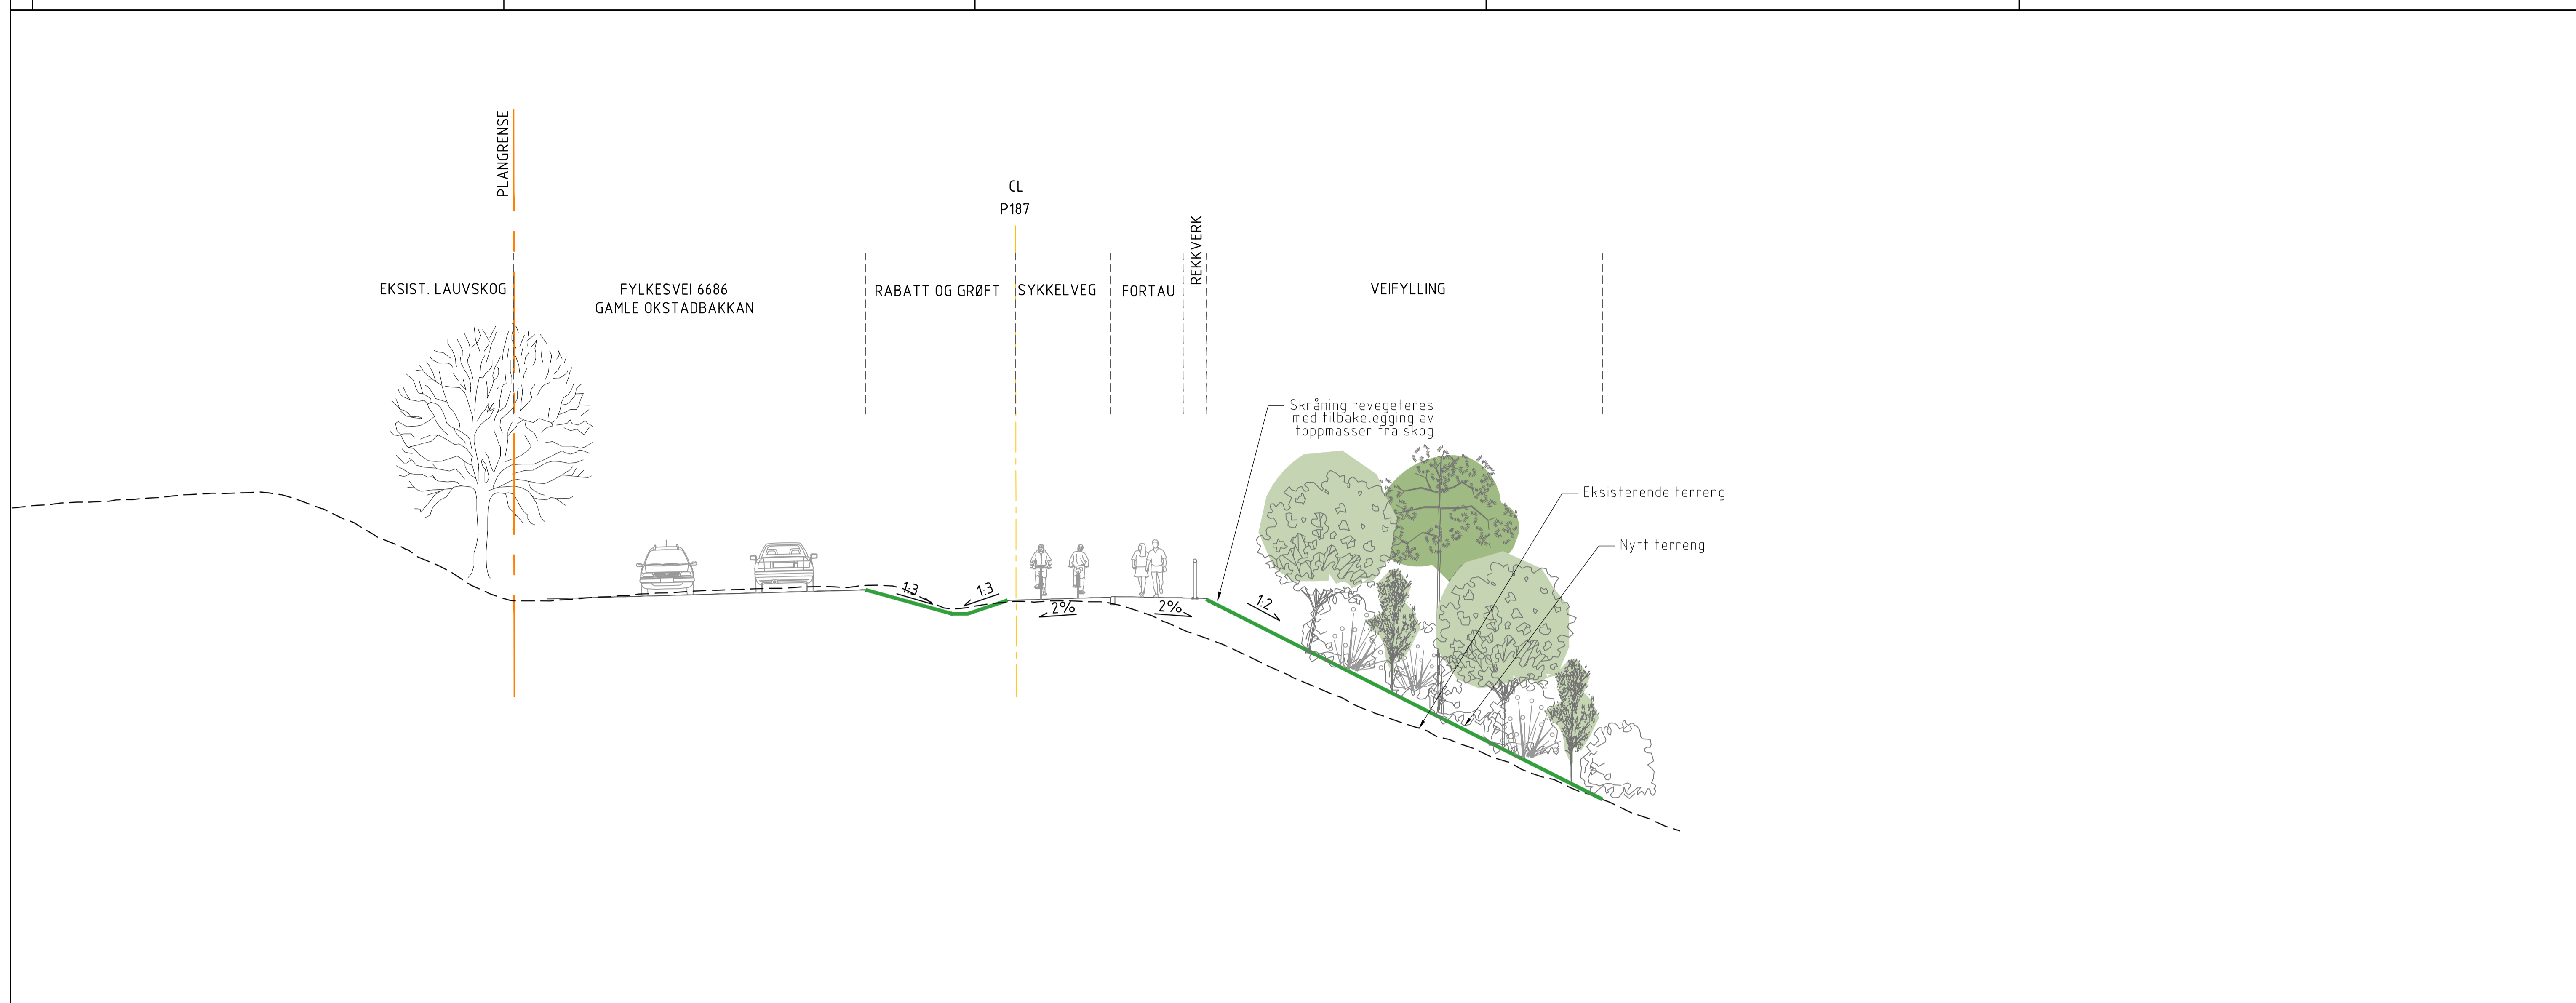 PLANGRENSE
CL
P187
REKKVERK
EKSIST. LAUVSKOG
FYLKESVEI 6686
GAMLE OKSTADBAKKAN
RABATT OG GRØFT
SYKKELVEG
FORTAU
VEIFYLLING
Skråning revegeteres
med tilbakelegging av
toppmasser fra skog
Eksisterende terreng
Nytt terreng
1:3
1:3
2%
2%
1:2